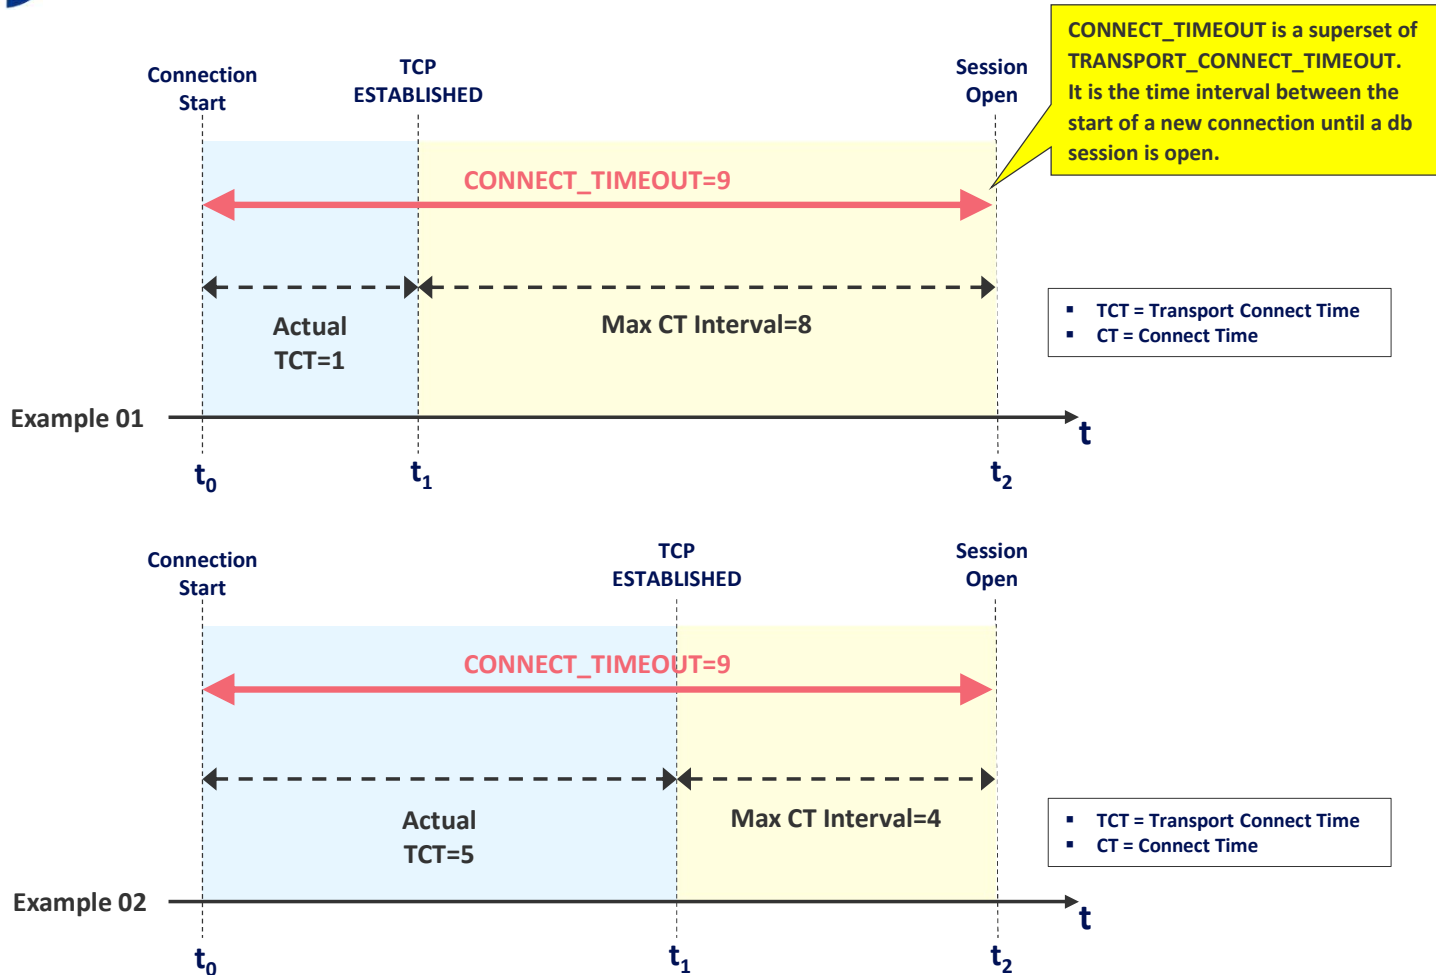 CONNECT_TIMEOUT is a superset of
TRANSPORT_CONNECT_TIMEOUT.
It is the time interval between the
start of a new connection until a db
session is open.
Connection
Start
TCP
ESTABLISHED
Session
Open
CONNECT_TIMEOUT=9
Actual
TCT=1
Max CT Interval=8
▪ TCT = Transport Connect Time
▪ CT = Connect Time
Example 01
t
t0
t1
t2
Connection
Start
TCP
ESTABLISHED
Session
Open
CONNECT_TIMEOUT=9
Actual
TCT=5
Max CT Interval=4
▪ TCT = Transport Connect Time
▪ CT = Connect Time
Example 02
t
t0
t1
t2